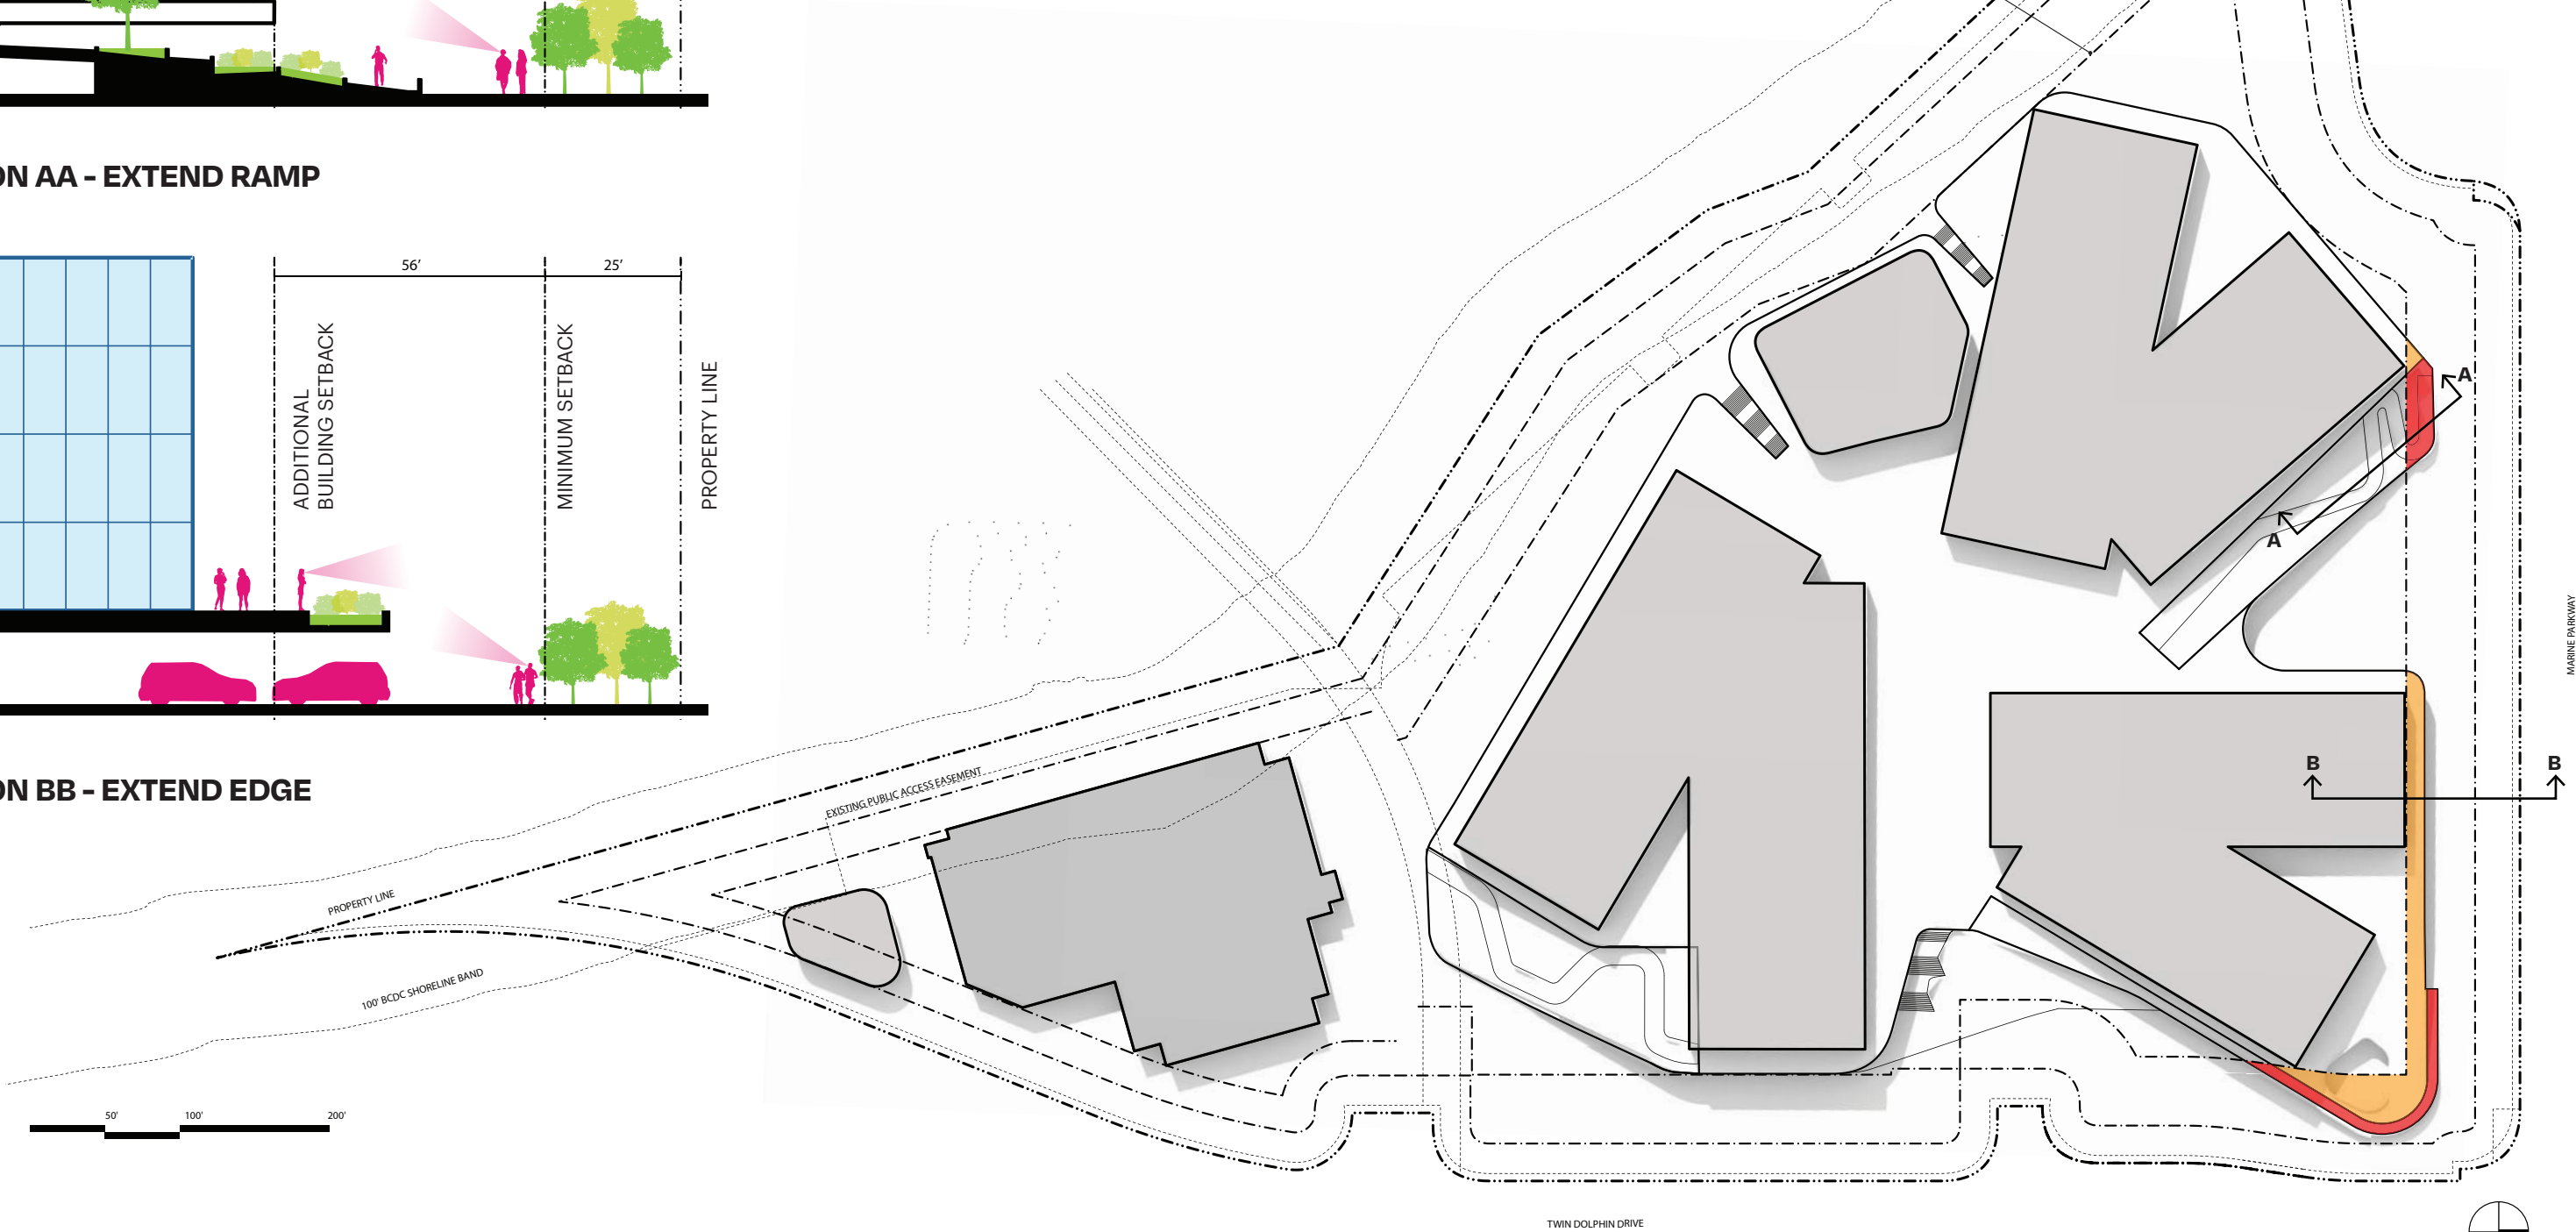 ON AA - EXTEND RAMP
56'
25'
ADDITIONAL
BUILDING SETBACK
MINIMUM SETBACK
PROPERTY LINE
ON BB - EXTEND EDGE
EXISTING PUBLIC ACCESS EASEMENT
PROPERTY LINE
100' BCDC SHORELINE BAND
50'
100'
200'
A
A
B
B
MARINE PARKWAY
TWIN DOLPHIN DRIVE